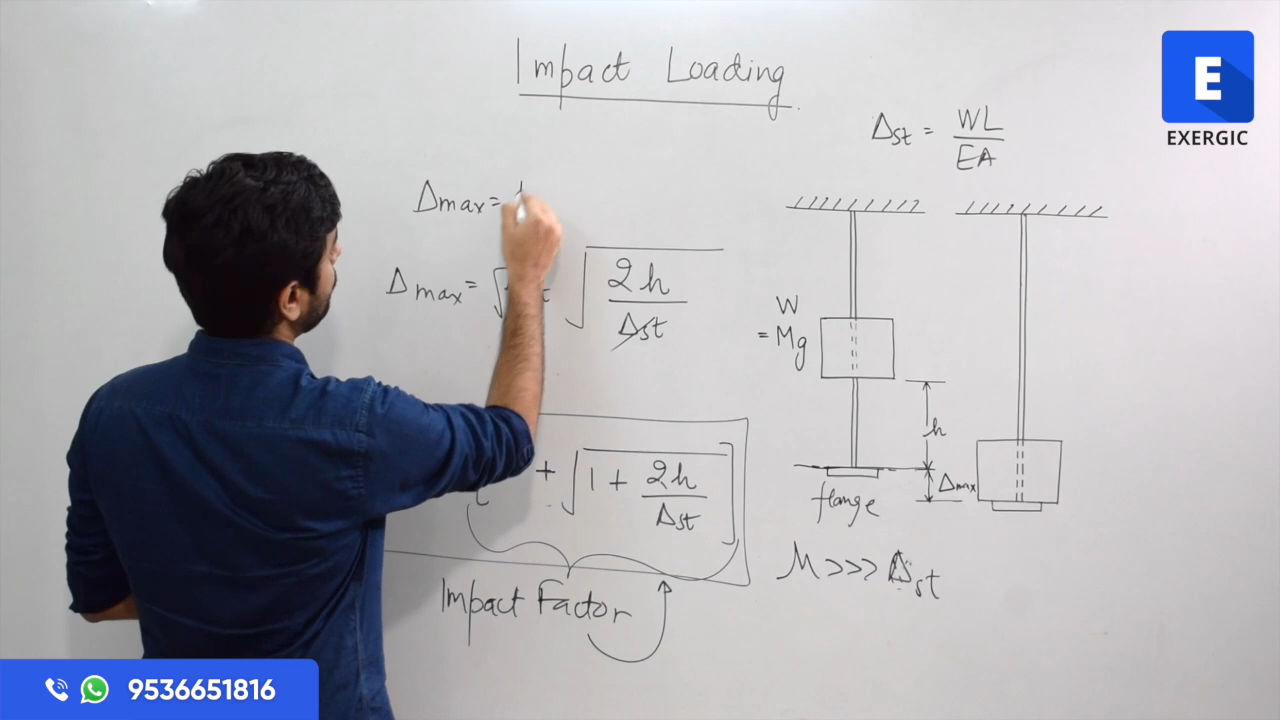 Impact Loading
E
EXERGIC
Δst = WL / EA
Δmax =
Δmax = √ √ 2h / Δst
W
= Mg
h
Δmax
flange
+ √ 1 + 2h / Δst ]
h >>> Δst
Impact Factor
9536651816